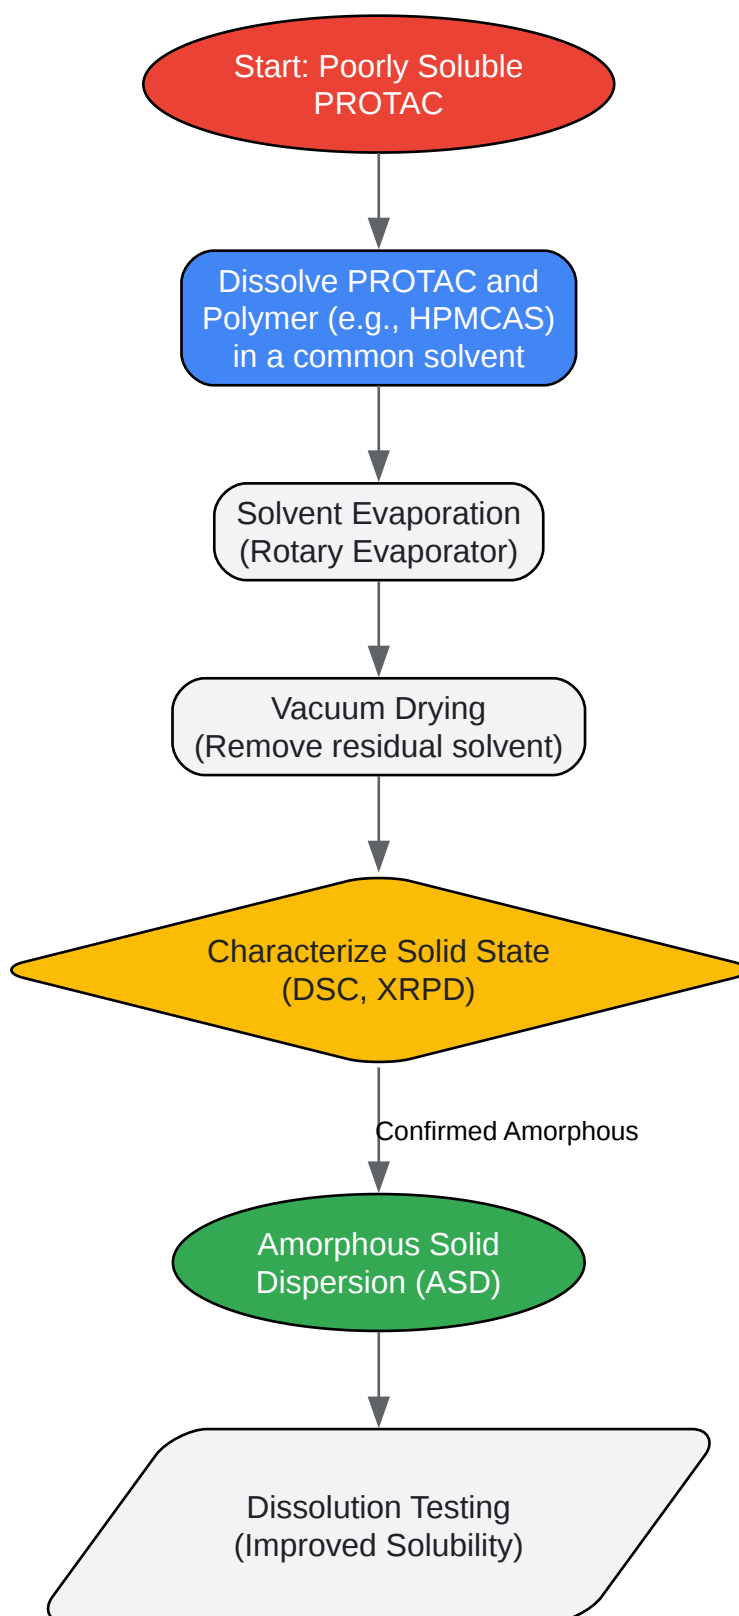 Start: Poorly Soluble
PROTAC
Dissolve PROTAC and
Polymer (e.g., HPMCAS)
in a common solvent
Solvent Evaporation
(Rotary Evaporator)
Vacuum Drying
(Remove residual solvent)
Characterize Solid State
(DSC, XRPD)
Confirmed Amorphous
Amorphous Solid
Dispersion (ASD)
Dissolution Testing
(Improved Solubility)